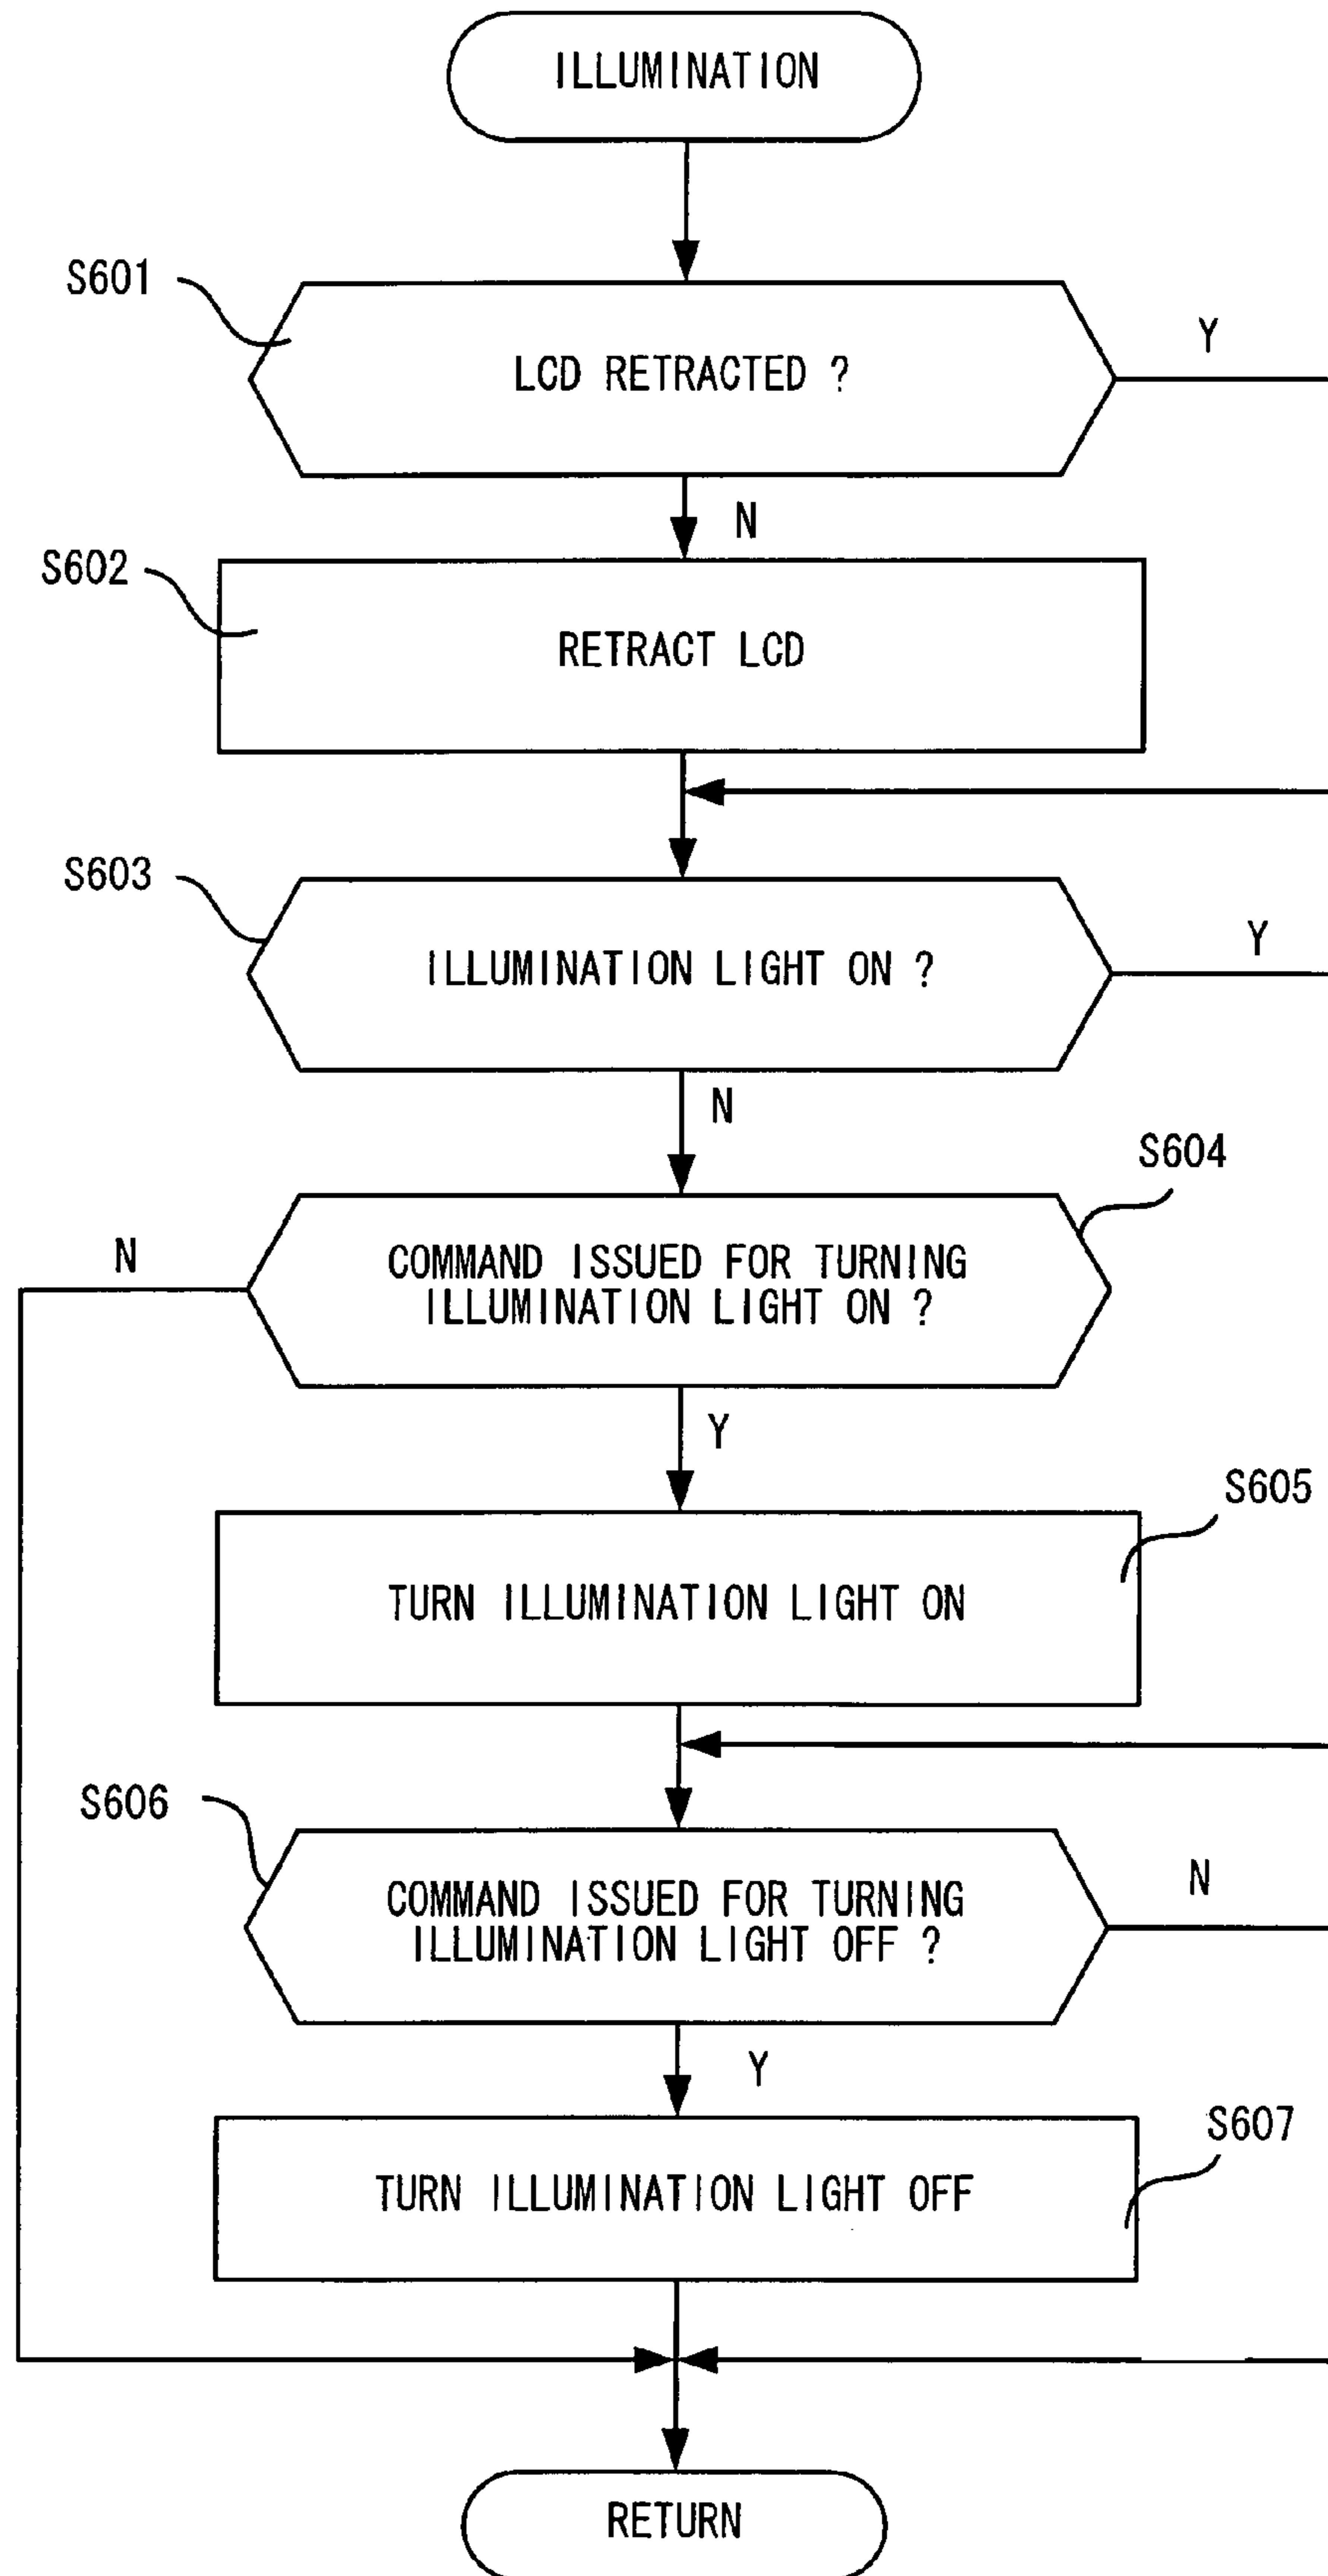 ILLUMINATION
S601
LCD RETRACTED ?
Y
N
S602
RETRACT LCD
S603
ILLUMINATION LIGHT ON ?
Y
N
S604
N
COMMAND ISSUED FOR TURNING
ILLUMINATION LIGHT ON ?
Y
S605
TURN ILLUMINATION LIGHT ON
S606
COMMAND ISSUED FOR TURNING
ILLUMINATION LIGHT OFF ?
N
Y
S607
TURN ILLUMINATION LIGHT OFF
RETURN